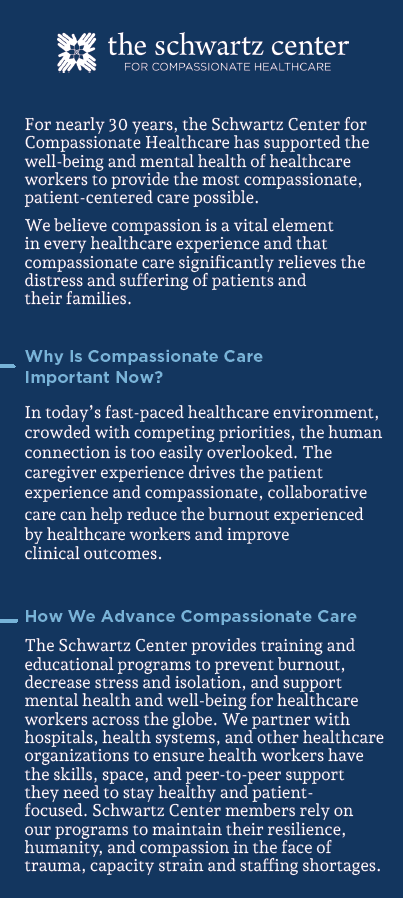 the schwartz center
FOR COMPASSIONATE HEALTHCARE
For nearly 30 years, the Schwartz Center for
Compassionate Healthcare has supported the
well-being and mental health of healthcare
workers to provide the most compassionate,
patient-centered care possible.
We believe compassion is a vital element
in every healthcare experience and that
compassionate care significantly relieves the
distress and suffering of patients and
their families.
Why Is Compassionate Care
Important Now?
In today's fast-paced healthcare environment,
crowded with competing priorities, the human
connection is too easily overlooked. The
caregiver experience drives the patient
experience and compassionate, collaborative
care can help reduce the burnout experienced
by healthcare workers and improve
clinical outcomes.
How We Advance Compassionate Care
The Schwartz Center provides training and
educational programs to prevent burnout,
decrease stress and isolation, and support
mental health and well-being for healthcare
workers across the globe. We partner with
hospitals, health systems, and other healthcare
organizations to ensure health workers have
the skills, space, and peer-to-peer support
they need to stay healthy and patient-
focused. Schwartz Center members rely on
our programs to maintain their resilience,
humanity, and compassion in the face of
trauma, capacity strain and staffing shortages.